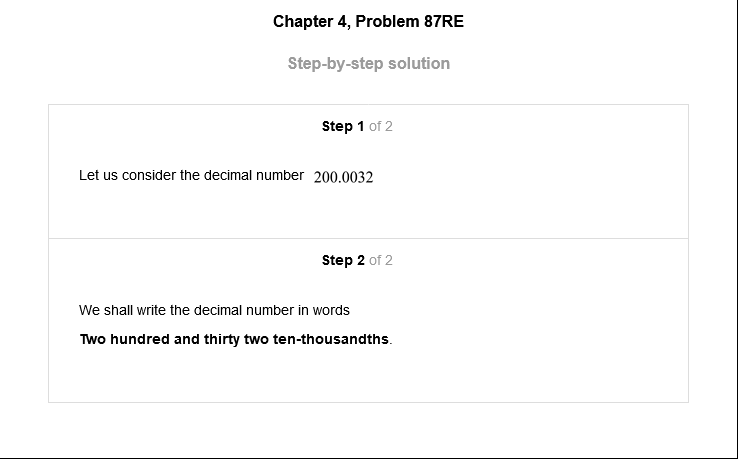 Chapter 4, Problem 87RE
Step-by-step solution
Step 1 of 2
Let us consider the decimal number 200.0032
Step 2 of 2
We shall write the decimal number in words
Two hundred and thirty two ten-thousandths.